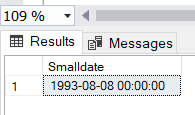 109 %
Results Messages
Smalldate
1 1993-08-08 00:00:00